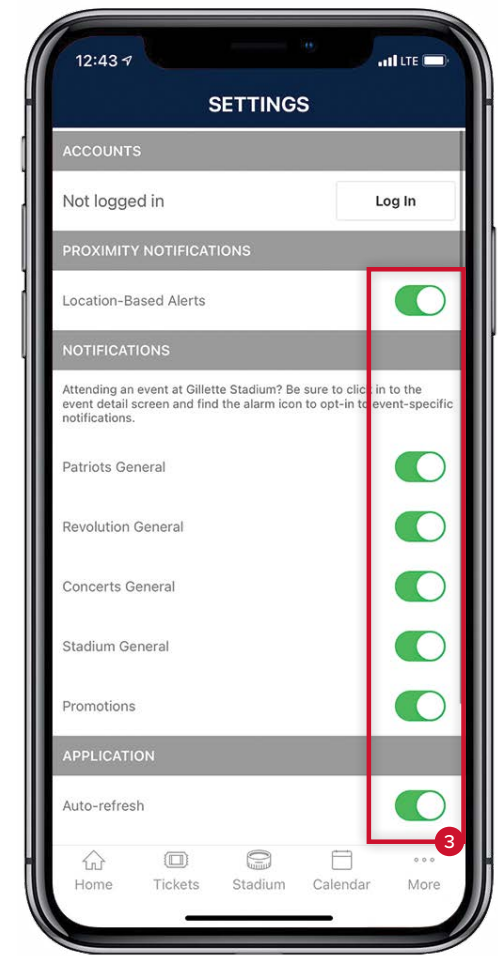 12:43
LTE
SETTINGS
ACCOUNTS
Not logged in
Log In
PROXIMITY NOTIFICATIONS
Location-Based Alerts
NOTIFICATIONS
Attending an event at Gillette Stadium? Be sure to click in to the
event detail screen and find the alarm icon to opt-in to event-specific
notifications.
Patriots General
Revolution General
Concerts General
Stadium General
Promotions
APPLICATION
Auto-refresh
3
Home Tickets Stadium Calendar More